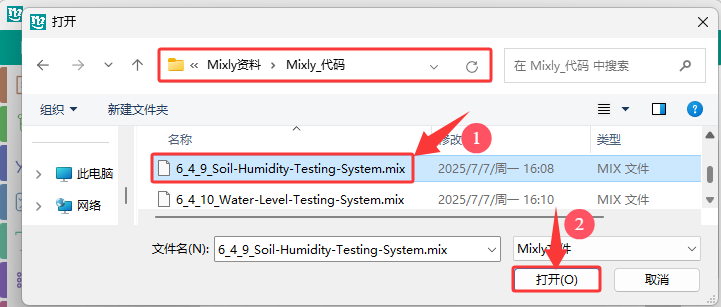 打开
« Mixly资料 › Mixly_代码
在 Mixly_代码 中搜索
组织 新建文件夹
名称 修改 类型
1
此电脑 6_4_9_Soil-Humidity-Testing-System.mix 2025/7/7/周一 16:08 MIX 文件
网络 6_4_10_Water-Level-Testing-System.mix 2025/7/7/周一 16:10 MIX 文件
2
文件名(N): 6_4_9_Soil-Humidity-Testing-System.mix Mixly文件
打开(O) 取消